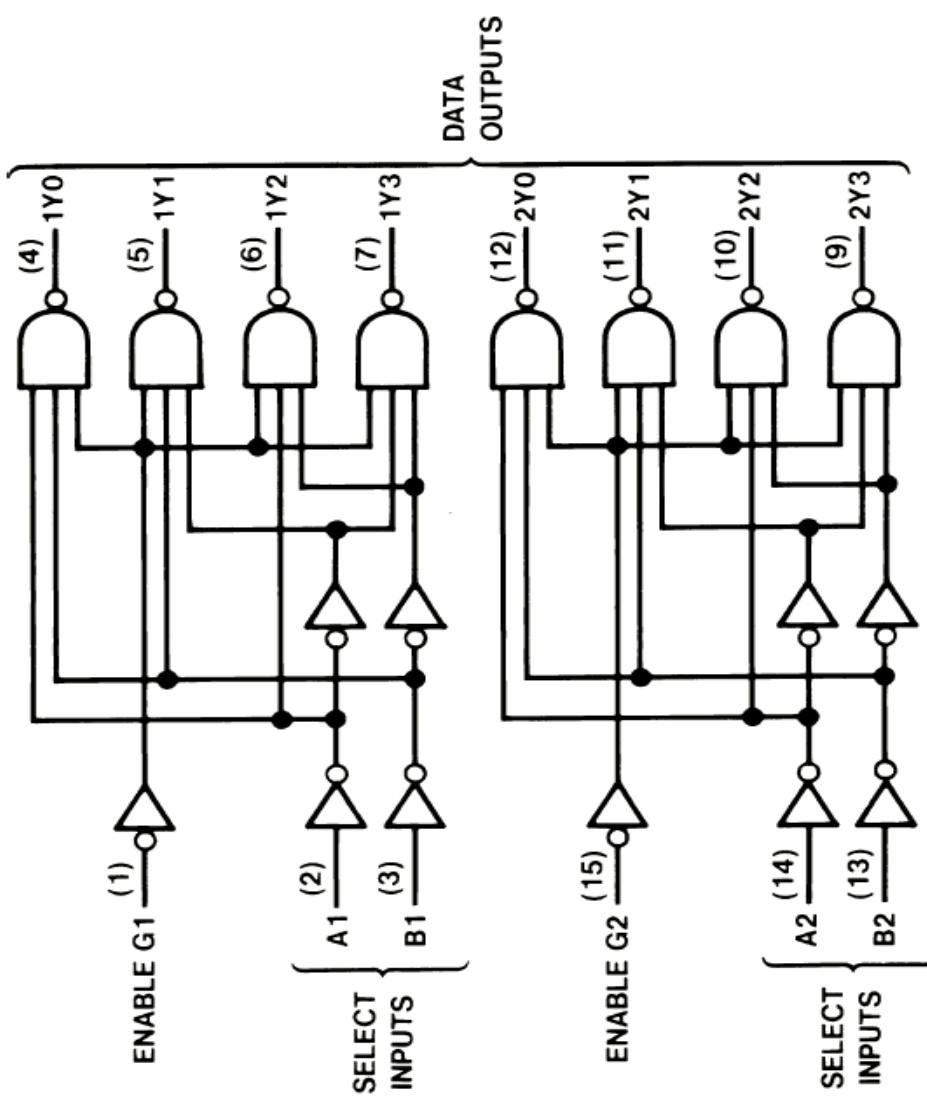 ENABLE G1
(1)
SELECT
INPUTS
A1
(2)
B1
(3)
(4)
1Y0
(5)
1Y1
(6)
1Y2
(7)
1Y3
DATA
OUTPUTS
ENABLE G2
(15)
SELECT
INPUTS
A2
(14)
B2
(13)
(12)
2Y0
(11)
2Y1
(10)
2Y2
(9)
2Y3